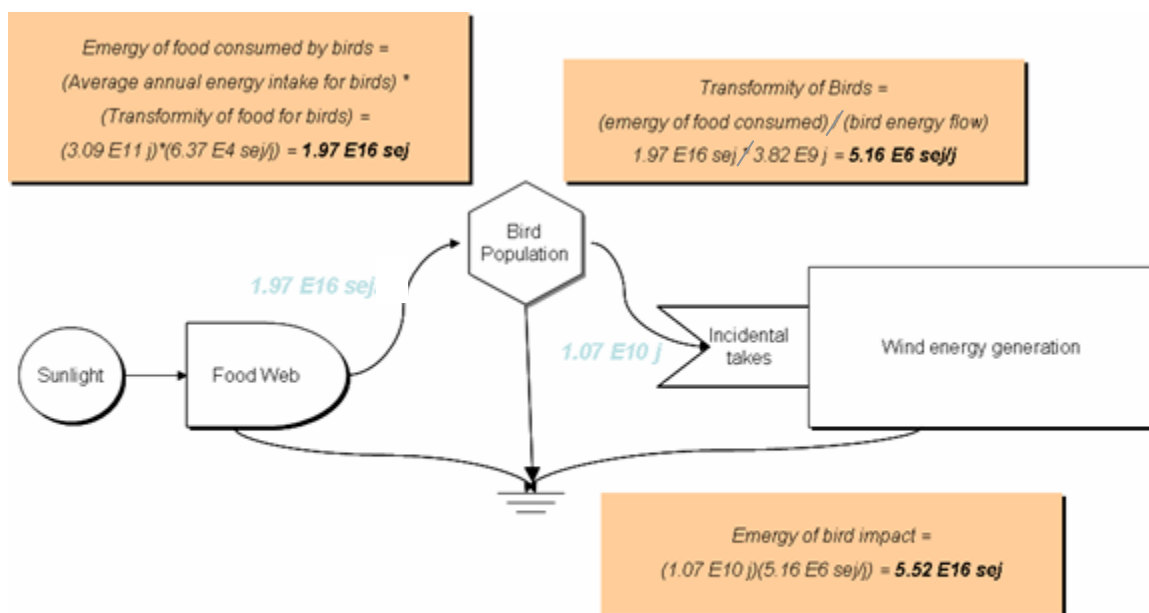 Emergy of food consumed by birds =
(Average annual energy intake for birds) *
(Transformity of food for birds) =
(3.09 E11 j)*(6.37 E4 sej/j) = 1.97 E16 sej
Transformity of Birds =
(emergy of food consumed)/(bird energy flow)
1.97 E16 sej / 3.82 E9 j = 5.16 E6 sej/j
Bird
Population
1.97 E16 sej
1.07 E10 j
Incidental
takes
Wind energy generation
Sunlight
Food Web
Emergy of bird impact =
(1.07 E10 j)(5.16 E6 sej/j) = 5.52 E16 sej